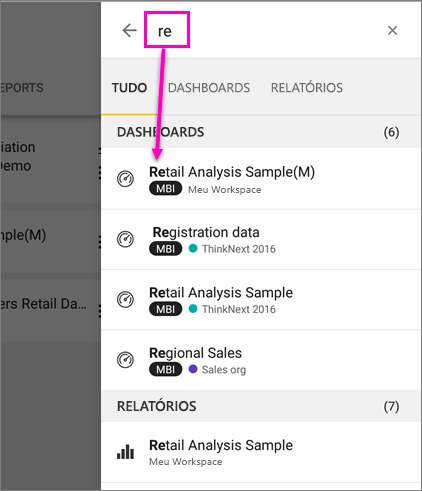 re
EPORTS
TUDO DASHBOARDS RELATÓRIOS
DASHBOARDS (6)
iation
Demo
Retail Analysis Sample(M)
MBI Meu Workspace
nple(M)
Registration data
MBI ThinkNext 2016
Retail Analysis Sample
MBI ThinkNext 2016
ers Retail Da...
Regional Sales
MBI Sales org
RELATÓRIOS (7)
Retail Analysis Sample
Meu Workspace